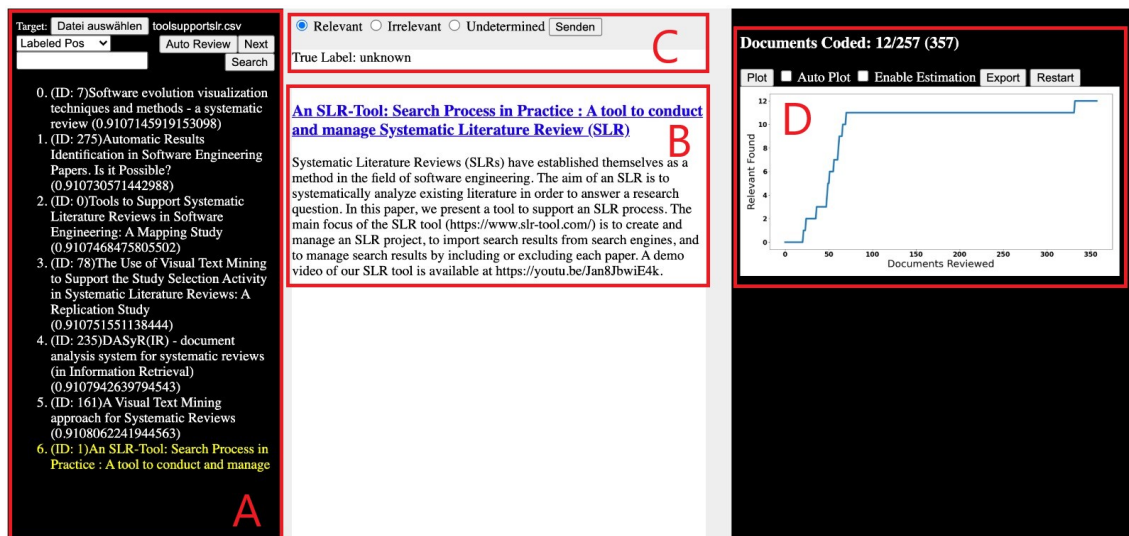 Target: Datei auswählen toolsupportslr.csv
Labeled Pos Auto Review Next
Search
0. (ID: 7)Software evolution visualization
techniques and methods - a systematic
review (0.9107145919153098)
1. (ID: 275)Automatic Results
Identification in Software Engineering
Papers. Is it Possible?
(0.910730571442988)
2. (ID: 0)Tools to Support Systematic
Literature Reviews in Software
Engineering: A Mapping Study
(0.9107468475805502)
3. (ID: 78)The Use of Visual Text Mining
to Support the Study Selection Activity
in Systematic Literature Reviews: A
Replication Study
(0.910751551138444)
4. (ID: 235)DASyR(IR) - document
analysis system for systematic reviews
(in Information Retrieval)
(0.9107942639794543)
5. (ID: 161)A Visual Text Mining
approach for Systematic Reviews
(0.9108062241944563)
6. (ID: 1)An SLR-Tool: Search Process in
Practice : A tool to conduct and manage
A
Relevant Irrelevant Undetermined Senden
True Label: unknown
C
An SLR-Tool: Search Process in Practice : A tool to conduct
and manage Systematic Literature Review (SLR)
B
Systematic Literature Reviews (SLRs) have established themselves as a
method in the field of software engineering. The aim of an SLR is to
systematically analyze existing literature in order to answer a research
question. In this paper, we present a tool to support an SLR process. The
main focus of the SLR tool (https://www.slr-tool.com/) is to create and
manage an SLR project, to import search results from search engines, and
to manage search results by including or excluding each paper. A demo
video of our SLR tool is available at https://youtu.be/Jan8JbwiE4k.
Documents Coded: 12/257 (357)
Plot Auto Plot Enable Estimation Export Restart
D
12
10
8
6
4
2
0
Relevant Found
0 50 100 150 200 250 300 350
Documents Reviewed